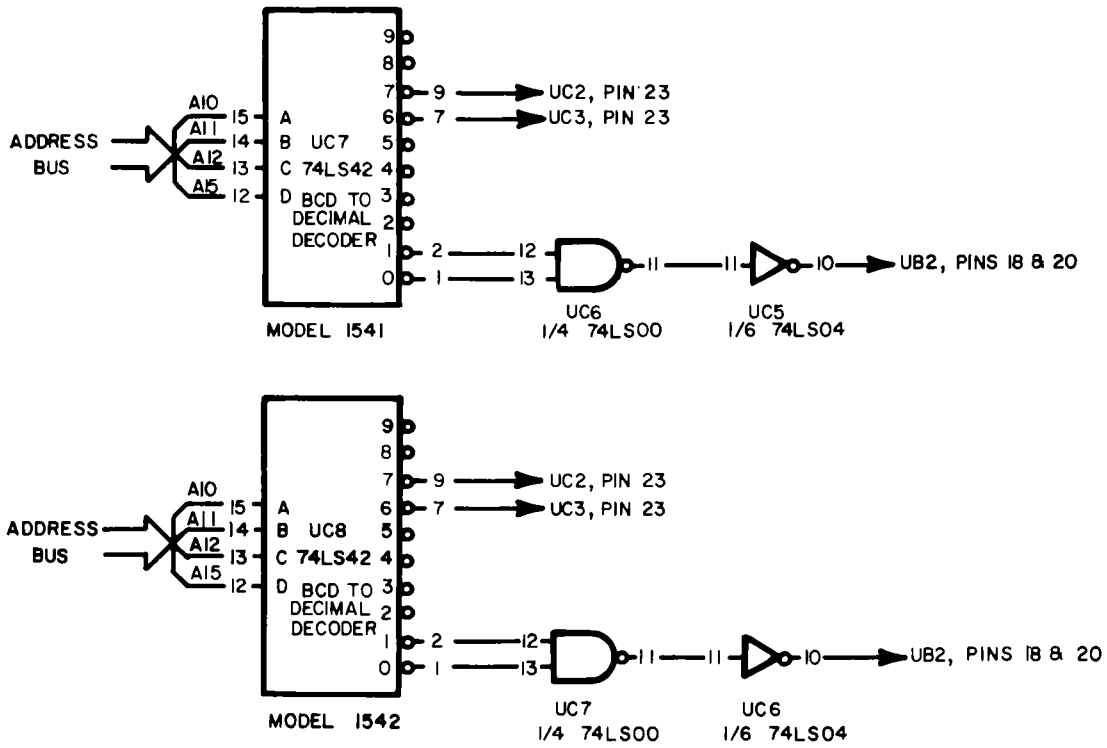 9
8
7 9 UC2, PIN 23
A10 6 7 UC3, PIN 23
15 A
ADDRESS A11 14 B UC7 5
BUS A12 13 C 74LS42 4
A15 12 D BCD TO 3
DECIMAL 2
DECODER 1 2 12
11 11 10 UB2, PINS 18 & 20
0 1 13
UC6 UC5
MODEL 1541 1/4 74LS00 1/6 74LS04
9
8
7 9 UC2, PIN 23
A10 6 7 UC3, PIN 23
15 A
ADDRESS A11 14 B UC8 5
BUS A12 13 C 74LS42 4
A15 12 D BCD TO 3
DECIMAL 2
DECODER 1 2 12
11 11 10 UB2, PINS 18 & 20
0 1 13
UC7 UC6
MODEL 1542 1/4 74LS00 1/6 74LS04